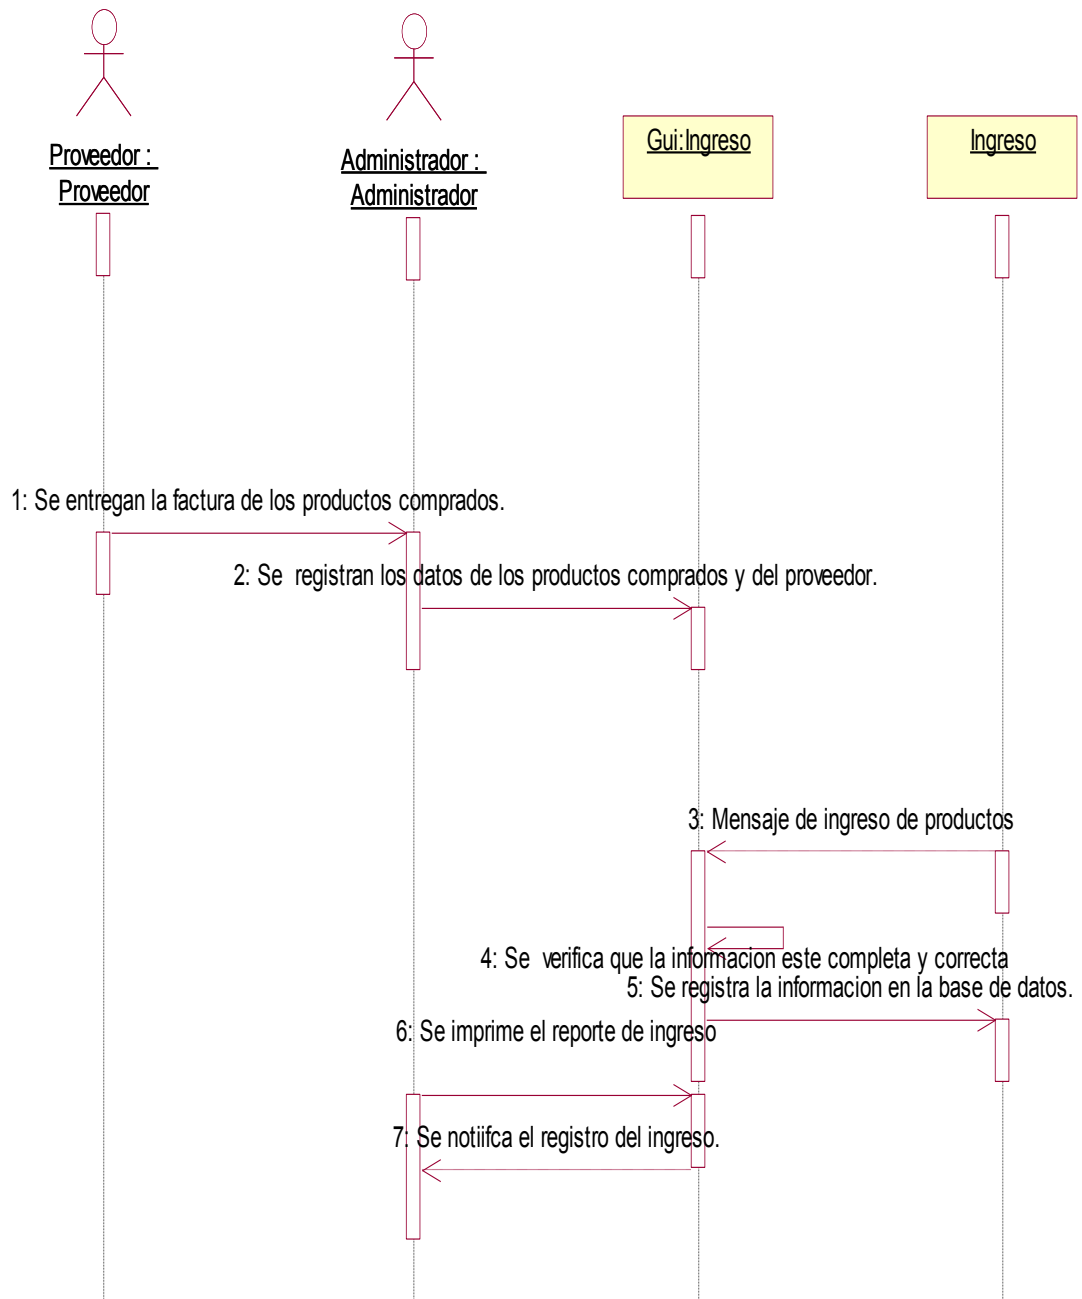 Proveedor :
Proveedor
Administrador :
Administrador
Gui:Ingreso
Ingreso
1: Se entregan la factura de los productos comprados.
2: Se registran los datos de los productos comprados y del proveedor.
3: Mensaje de ingreso de productos
4: Se verifica que la informacion este completa y correcta
5: Se registra la informacion en la base de datos.
6: Se imprime el reporte de ingreso
7: Se notiifca el registro del ingreso.